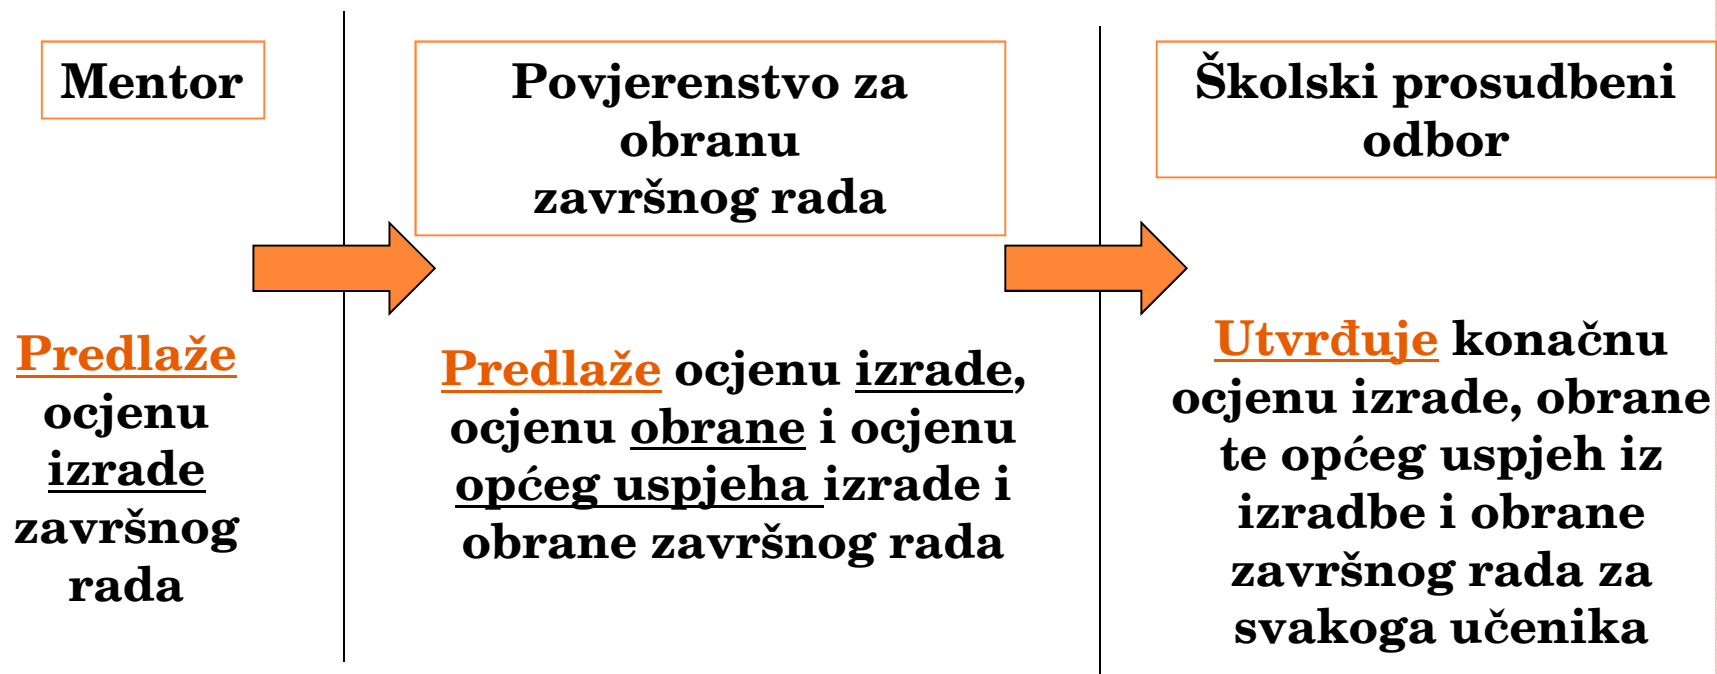 Mentor
Predlaže
ocjenu
izrade
završnog
rada
Povjerenstvo za
obranu
završnog rada
Predlaže ocjenu izrade,
ocjenu obrane i ocjenu
općeg uspjeha izrade i
obrane završnog rada
Školski prosudbeni
odbor
Utvrđuje konačnu
ocjenu izrade, obrane
te općeg uspjeh iz
izradbe i obrane
završnog rada za
svakoga učenika